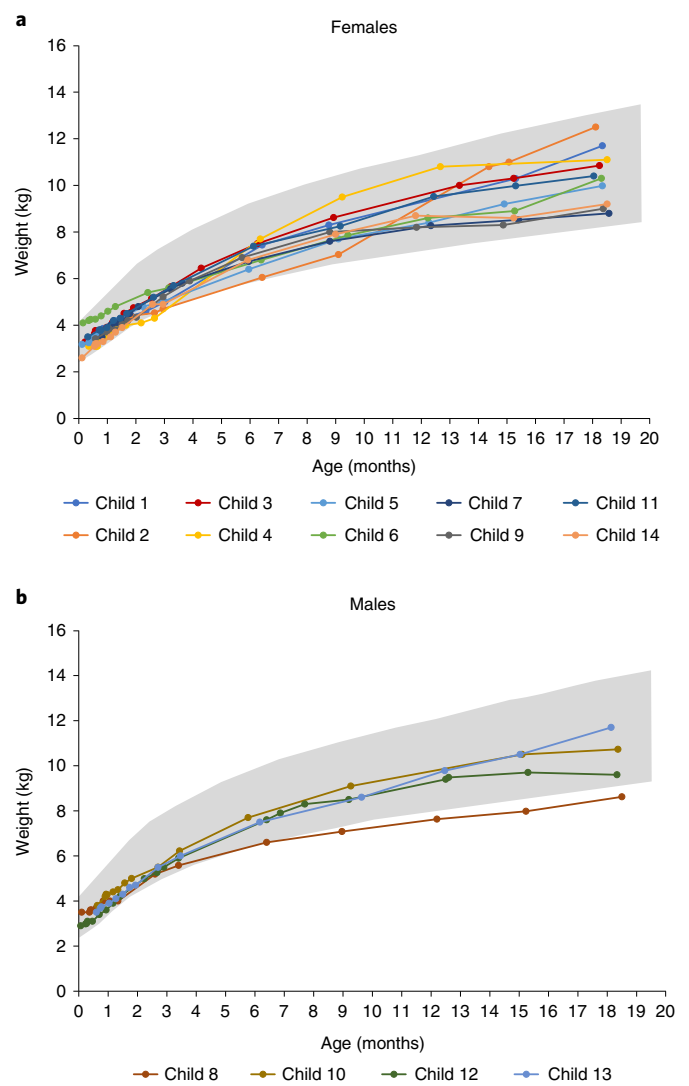 a
Females
16
14
12
10
8
6
4
2
0
Weight (kg)
0 1 2 3 4 5 6 7 8 9 10 11 12 13 14 15 16 17 18 19 20
Age (months)
Child 1 Child 3 Child 5 Child 7 Child 11
Child 2 Child 4 Child 6 Child 9 Child 14
b
Males
16
14
12
10
8
6
4
2
0
Weight (kg)
0 1 2 3 4 5 6 7 8 9 10 11 12 13 14 15 16 17 18 19 20
Age (months)
Child 8 Child 10 Child 12 Child 13